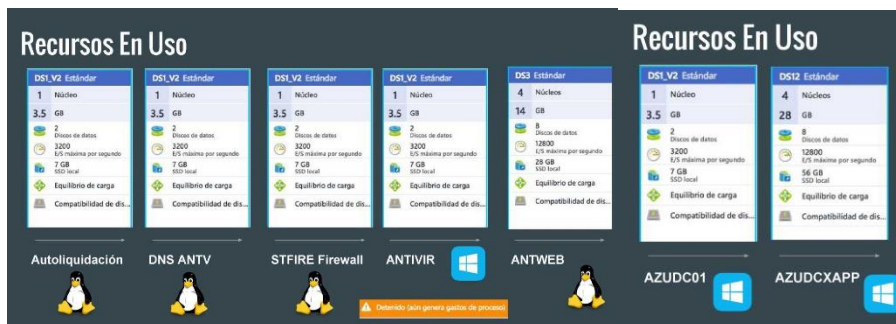 Recursos En Uso
DS1_V2 Estándar
1 Núcleo
3.5 GB
2
Discos de datos
3200
E/S máxima por segundo
7 GB
SSD local
Equilibrio de carga
Compatibilidad de dis...
Autoliquidación
DS1_V2 Estándar
1 Núcleo
3.5 GB
2
Discos de datos
3200
E/S máxima por segundo
7 GB
SSD local
Equilibrio de carga
Compatibilidad de dis...
DNS ANTV
DS1_V2 Estándar
1 Núcleo
3.5 GB
2
Discos de datos
3200
E/S máxima por segundo
7 GB
SSD local
Equilibrio de carga
Compatibilidad de dis...
STFIRE Firewall
DS1_V2 Estándar
1 Núcleo
3.5 GB
2
Discos de datos
3200
E/S máxima por segundo
7 GB
SSD local
Equilibrio de carga
Compatibilidad de dis...
ANTIVIR
Detenido (aún genera gastos de proceso)
DS3 Estándar
4 Núcleos
14 GB
8
Discos de datos
12800
E/S máxima por segundo
28 GB
SSD local
Equilibrio de carga
Compatibilidad de dis...
ANTWEB
Recursos En Uso
DS1_V2 Estándar
1 Núcleo
3.5 GB
2
Discos de datos
3200
E/S máxima por segundo
7 GB
SSD local
Equilibrio de carga
Compatibilidad de dis...
AZUDC01
DS12 Estándar
4 Núcleos
28 GB
8
Discos de datos
12800
E/S máxima por segundo
56 GB
SSD local
Equilibrio de carga
Compatibilidad de dis...
AZUDCXAPP